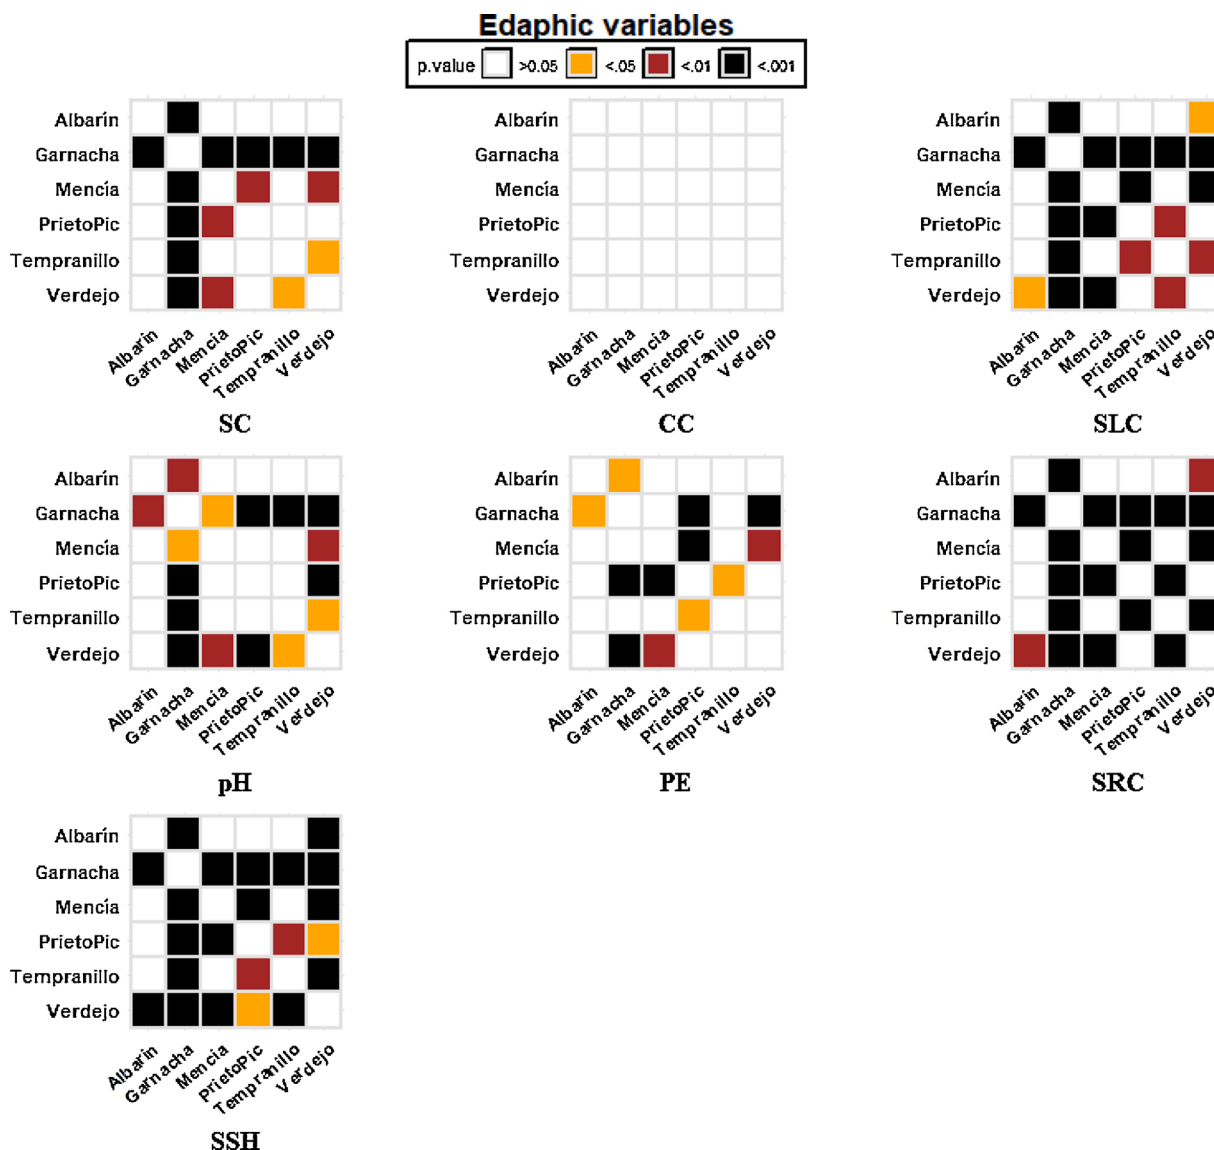 Edaphic variables
p.value >0.05 <.05 <.01 <.001
Albarín
Garnacha
Mencía
PrietoPic
Tempranillo
Verdejo
Albarín
Garnacha
Mencía
PrietoPic
Tempranillo
Verdejo
SC
Albarín
Garnacha
Mencía
PrietoPic
Tempranillo
Verdejo
Albarín
Garnacha
Mencía
PrietoPic
Tempranillo
Verdejo
CC
Albarín
Garnacha
Mencía
PrietoPic
Tempranillo
Verdejo
Albarín
Garnacha
Mencía
PrietoPic
Tempranillo
Verdejo
SLC
Albarín
Garnacha
Mencía
PrietoPic
Tempranillo
Verdejo
Albarín
Garnacha
Mencía
PrietoPic
Tempranillo
Verdejo
pH
Albarín
Garnacha
Mencía
PrietoPic
Tempranillo
Verdejo
Albarín
Garnacha
Mencía
PrietoPic
Tempranillo
Verdejo
PE
Albarín
Garnacha
Mencía
PrietoPic
Tempranillo
Verdejo
Albarín
Garnacha
Mencía
PrietoPic
Tempranillo
Verdejo
SRC
Albarín
Garnacha
Mencía
PrietoPic
Tempranillo
Verdejo
Albarín
Garnacha
Mencía
PrietoPic
Tempranillo
Verdejo
SSH